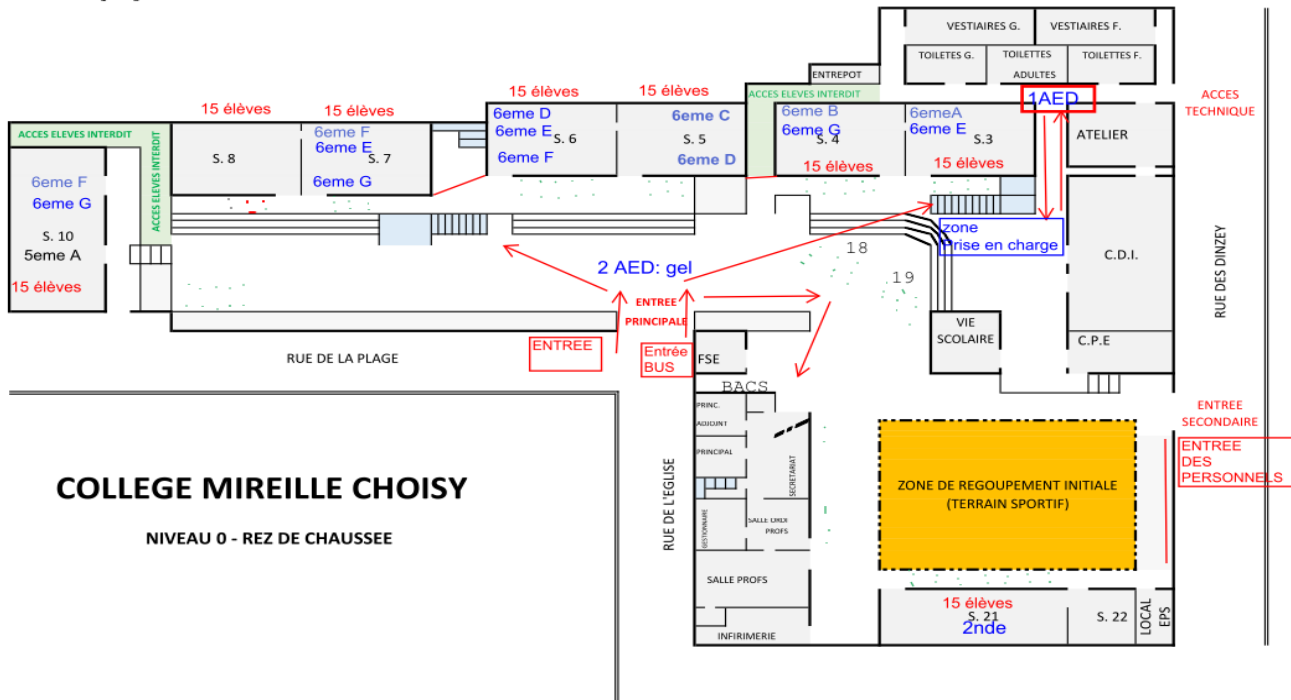 VESTIAIRES G.
VESTIAIRES F.
TOILETES G.
TOILETTES
ADULTES
TOILETTES F.
ENTREPOT
15 élèves
15 élèves
15 élèves
15 élèves
ACCES ELEVES INTERDIT
1AED
ACCES
TECHNIQUE
ACCES ELEVES INTERDIT
ACCES ELEVES INTERDIT
S. 8
6eme F
6eme E
S. 7
6eme G
6eme D
6eme E
S. 6
6eme F
6eme C
S. 5
6eme D
6eme B
6eme G
S. 4
15 élèves
6emeA
6eme E
S.3
15 élèves
ATELIER
6eme F
6eme G
S. 10
5eme A
15 élèves
zone
Prise en charge
C.D.I.
RUE DES DINZEY
18
19
2 AED: gel
ENTREE
PRINCIPALE
VIE
SCOLAIRE
C.P.E
RUE DE LA PLAGE
ENTREE
Entrée
BUS
FSE
BACS
PRINC.
ADJOINT
PRINCIPAL
SECRETARIAT
GESTIONNAIRE
SALLE ORDI
PROFS
SALLE PROFS
INFIRIMERIE
RUE DE L'EGLISE
ENTREE
SECONDAIRE
ENTREE
DES
PERSONNELS
ZONE DE REGOUPEMENT INITIALE
(TERRAIN SPORTIF)
15 élèves
S. 21
2nde
S. 22
LOCAL
EPS
COLLEGE MIREILLE CHOISY
NIVEAU 0 - REZ DE CHAUSSEE